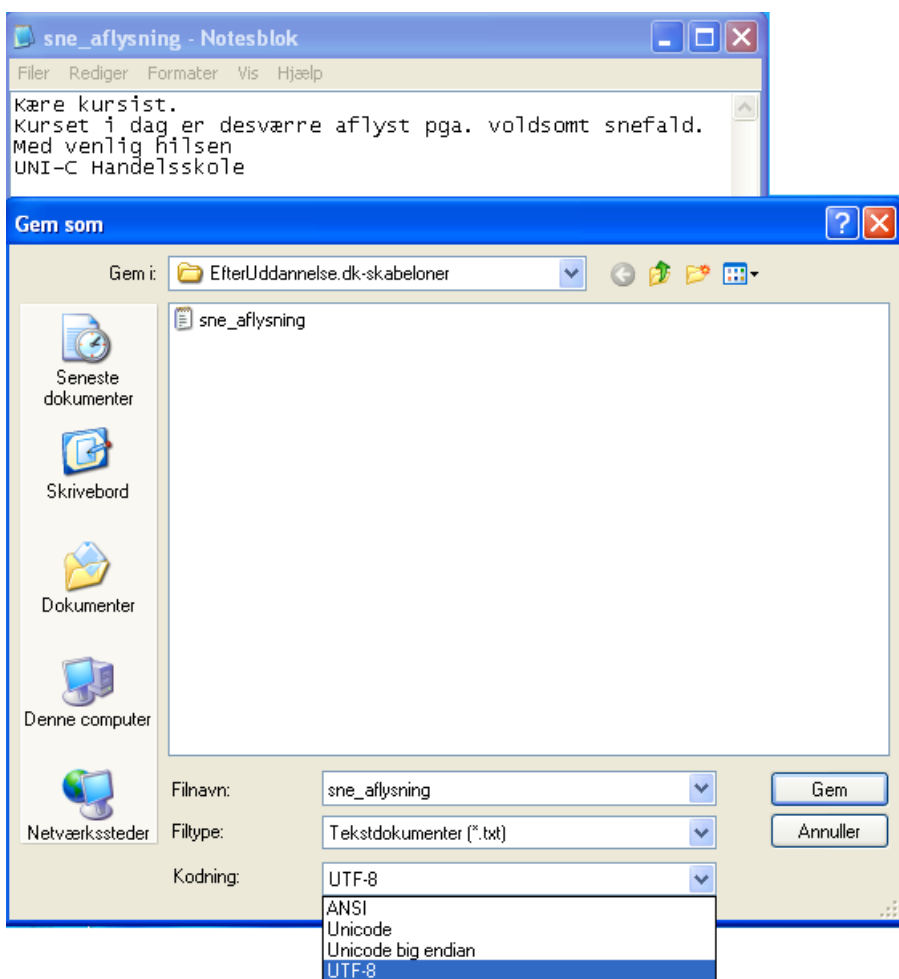 sne_aflysning - Notesblok
Filer Rediger Formater Vis Hjælp
Kære kursist.
Kurset i dag er desværre aflyst pga. voldsomt snefald.
Med venlig hilsen
UNI-C Handelsskole
Gem som
Gem i: EfterUddannelse.dk-skabeloner
sne_aflysning
Seneste
dokumenter
Skrivebord
Dokumenter
Denne computer
Netværkssteder
Filnavn: sne_aflysning Gem
Filtype: Tekstdokumenter (*.txt) Annuller
Kodning: UTF-8
ANSI
Unicode
Unicode big endian
UTF-8